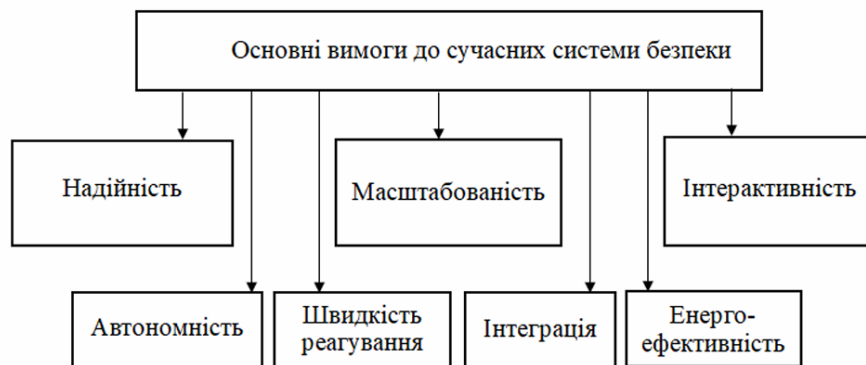 Основні вимоги до сучасних системи безпеки
Надійність
Масштабованість
Інтерактивність
Автономність
Швидкість
реагування
Інтеграція
Енерго-
ефективність